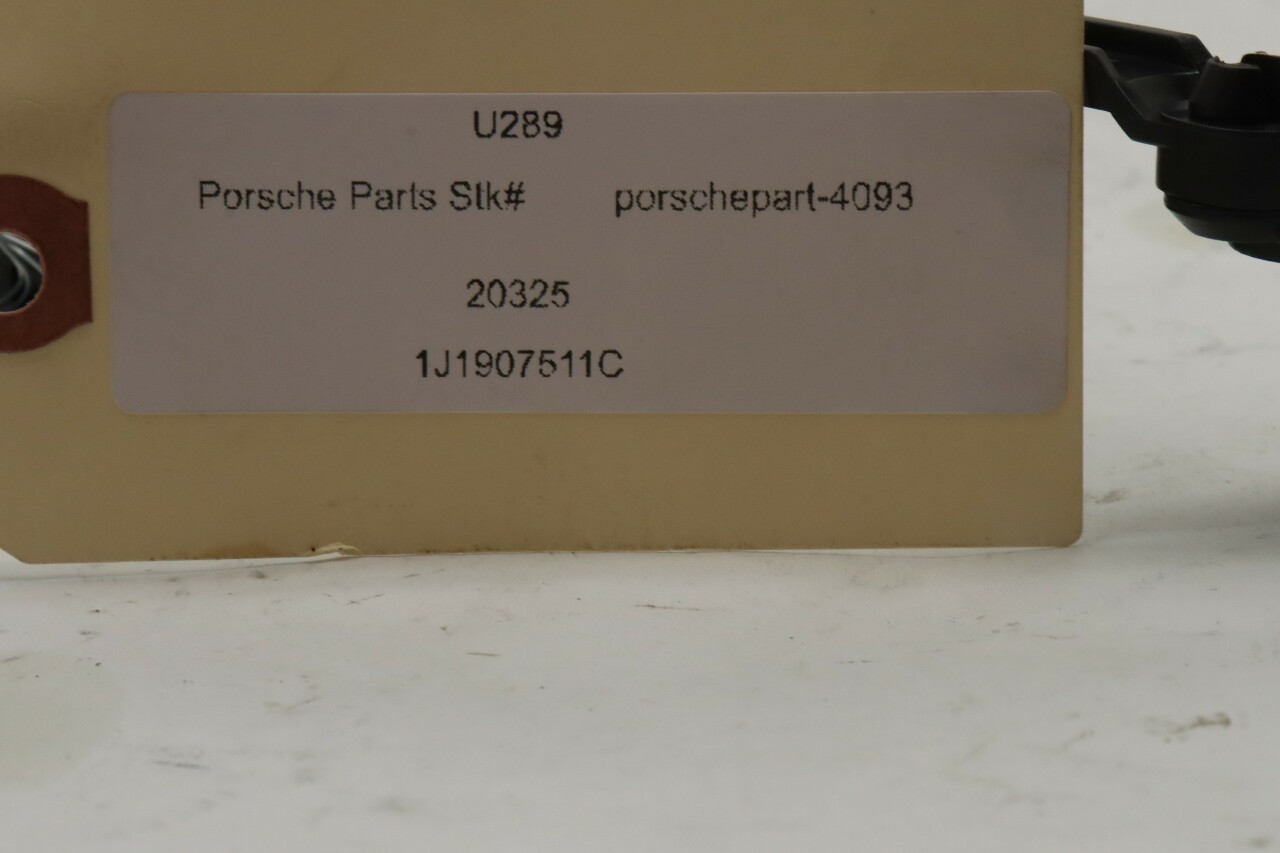 U289
Porsche Parts Stk# porschepart-4093
20325
1J1907511C